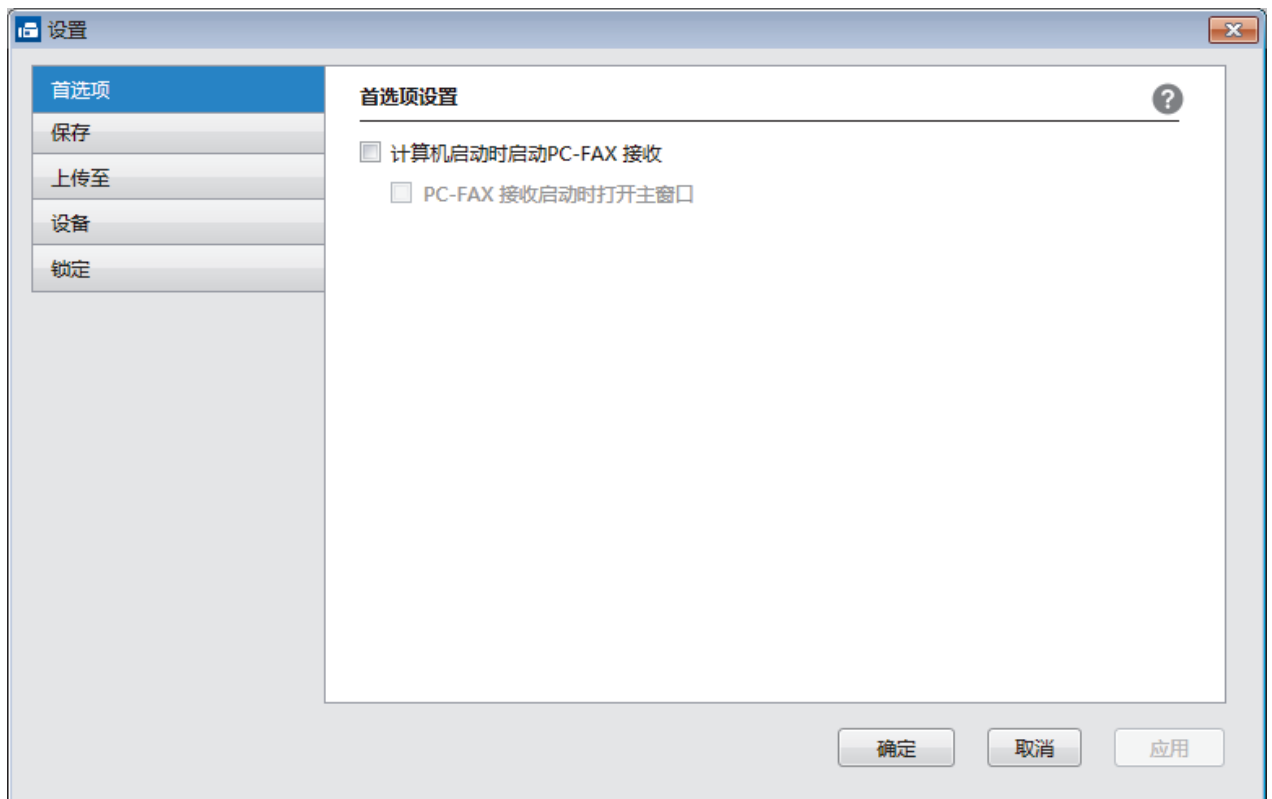 设置
首选项
保存
上传至
设备
锁定
首选项设置
?
计算机启动时启动PC-FAX 接收
PC-FAX 接收启动时打开主窗口
确定
取消
应用